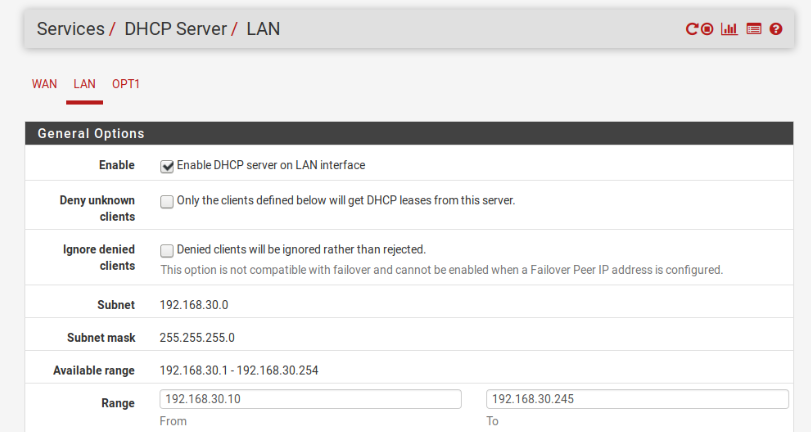 Services / DHCP Server / LAN
WAN LAN OPT1
General Options
Enable Enable DHCP server on LAN interface
Deny unknown clients Only the clients defined below will get DHCP leases from this server.
Ignore denied clients Denied clients will be ignored rather than rejected.
This option is not compatible with failover and cannot be enabled when a Failover Peer IP address is configured.
Subnet 192.168.30.0
Subnet mask 255.255.255.0
Available range 192.168.30.1 - 192.168.30.254
Range 192.168.30.10 192.168.30.245
From To